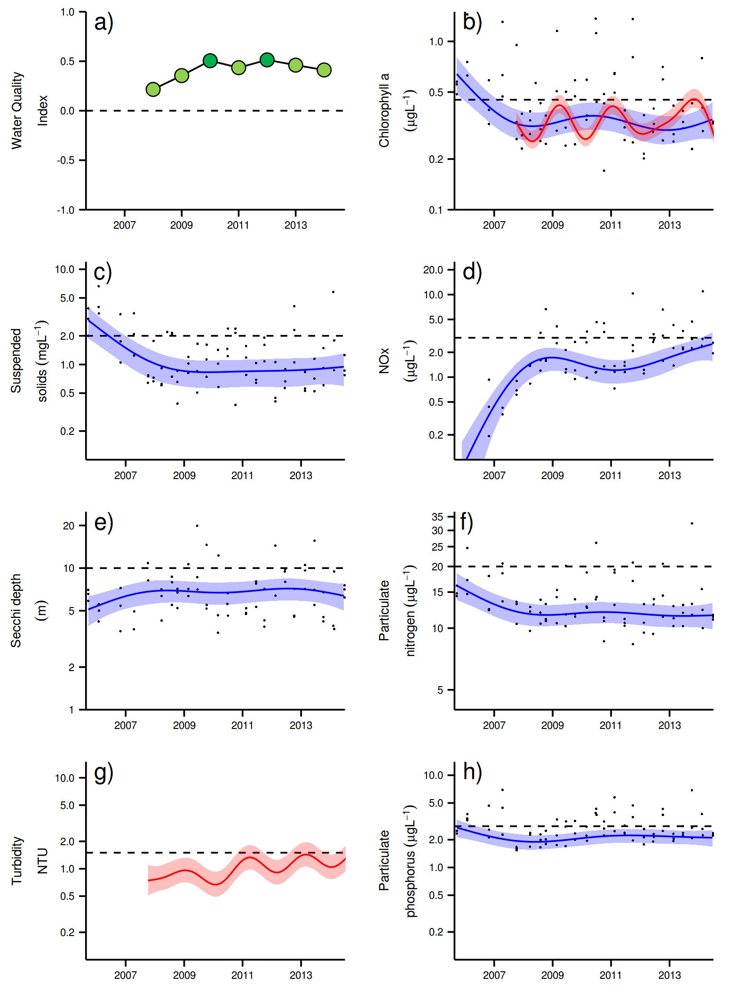 a)
Water Quality
Index
1.0
0.5
0.0
-0.5
-1.0
2007 2009 2011 2013
b)
Chlorophyll a
(µgL⁻¹)
1.0
0.5
0.2
0.1
2007 2009 2011 2013
c)
Suspended
solids (mgL⁻¹)
10.0
5.0
2.0
1.0
0.5
0.2
2007 2009 2011 2013
d)
NOx
(µgL⁻¹)
20.0
10.0
5.0
2.0
1.0
0.5
0.2
2007 2009 2011 2013
e)
Secchi depth
(m)
20
10
5
2
1
2007 2009 2011 2013
f)
Particulate
nitrogen (µgL⁻¹)
35
30
25
20
15
10
5
2007 2009 2011 2013
g)
Turbidity
NTU
10.0
5.0
2.0
1.0
0.5
0.2
2007 2009 2011 2013
h)
Particulate
phosphorus (µgL⁻¹)
10.0
5.0
2.0
1.0
0.5
0.2
2007 2009 2011 2013